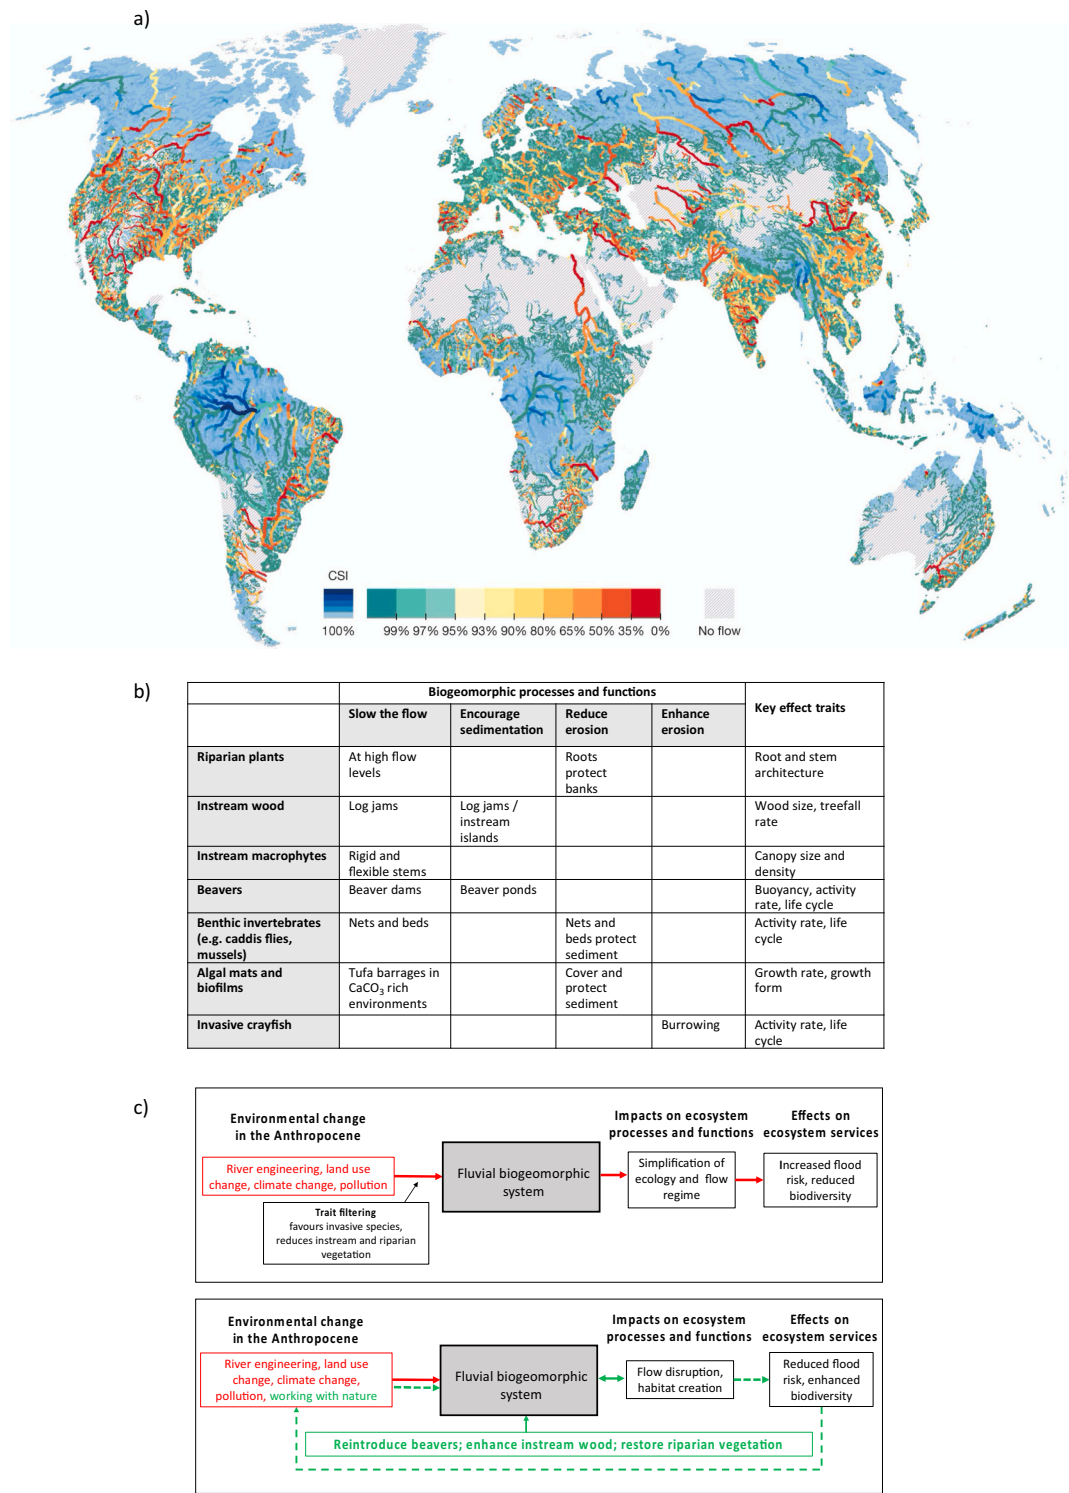 a)
CSI
100%
99% 97% 95% 93% 90% 80% 65% 50% 35% 0%
No flow
b)
Biogeomorphic processes and functions
Key effect traits
Slow the flow
Encourage
sedimentation
Reduce
erosion
Enhance
erosion
Riparian plants
At high flow
levels
Roots
protect
banks
Root and stem
architecture
Instream wood
Log jams
Log jams /
instream
islands
Wood size, treefall
rate
Instream macrophytes
Rigid and
flexible stems
Canopy size and
density
Beavers
Beaver dams
Beaver ponds
Buoyancy, activity
rate, life cycle
Benthic invertebrates
(e.g. caddis flies,
mussels)
Nets and beds
Nets and
beds protect
sediment
Activity rate, life
cycle
Algal mats and
biofilms
Tufa barrages in
CaCO₃ rich
environments
Cover and
protect
sediment
Growth rate, growth
form
Invasive crayfish
Burrowing
Activity rate, life
cycle
c)
Environmental change
in the Anthropocene
Impacts on ecosystem
processes and functions
Effects on
ecosystem services
River engineering, land use
change, climate change, pollution
Trait filtering
favours invasive species,
reduces instream and riparian
vegetation
Fluvial biogeomorphic
system
Simplification of
ecology and flow
regime
Increased flood
risk, reduced
biodiversity
Environmental change
in the Anthropocene
Impacts on ecosystem
processes and functions
Effects on
ecosystem services
River engineering, land use
change, climate change,
pollution, working with nature
Fluvial biogeomorphic
system
Flow disruption,
habitat creation
Reduced flood
risk, enhanced
biodiversity
Reintroduce beavers; enhance instream wood; restore riparian vegetation